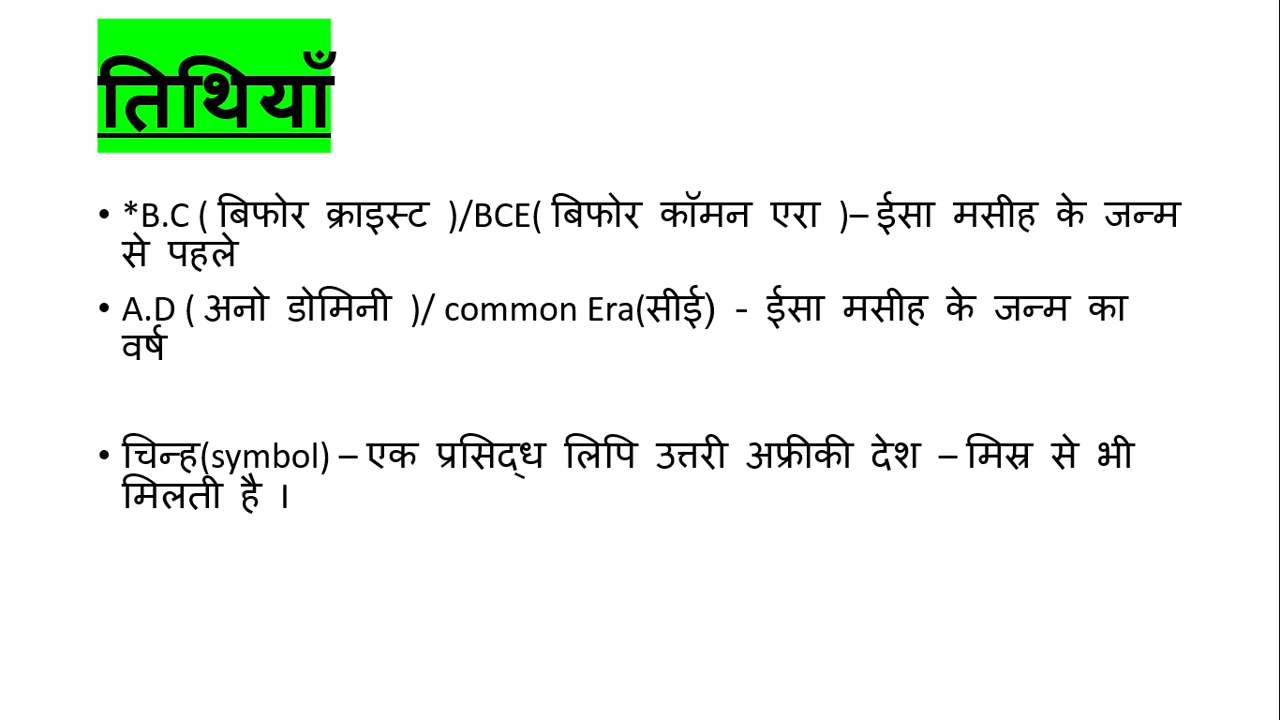 तिथियाँ
• *B.C ( बिफोर क्राइस्ट )/BCE( बिफोर कॉमन एरा )– ईसा मसीह के जन्म
से पहले
• A.D ( अनो डोमिनी )/ common Era(सीई) - ईसा मसीह के जन्म का
वर्ष
• चिन्ह(symbol) – एक प्रसिद्ध लिपि उत्तरी अफ्रीकी देश – मिस्र से भी
मिलती है ।